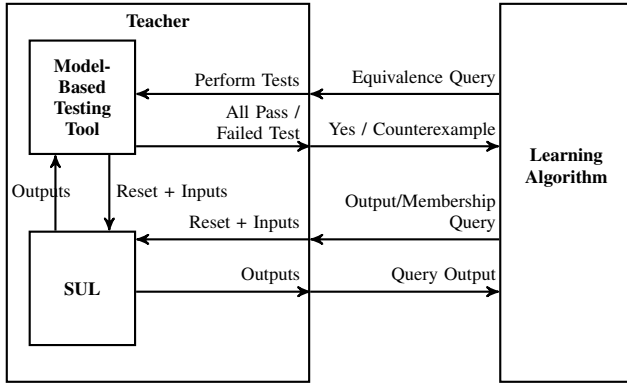 Teacher
Model-
Based
Testing
Tool
Perform Tests
Equivalence Query
All Pass /
Failed Test
Yes / Counterexample
Learning
Algorithm
Outputs
Reset + Inputs
Output/Membership
Query
Reset + Inputs
SUL
Outputs
Query Output